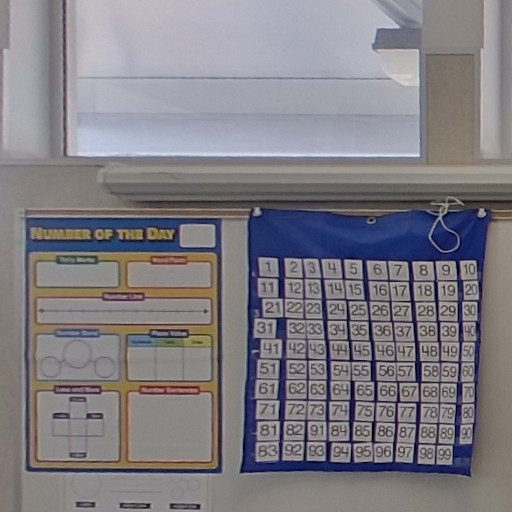 NUMBER OF THE DAY
Tally Marks
Word Form
Number Line
Number Bond
Place Value
Less and More
Number Sentences
1 2 3 4 5 6 7 8 9 10
11 12 13 14 15 16 17 18 19 20
21 22 23 24 25 26 27 28 29 30
31 32 33 34 35 36 37 38 39 40
41 42 43 44 45 46 47 48 49 50
51 52 53 54 55 56 57 58 59 60
61 62 63 64 65 66 67 68 69 70
71 72 73 74 75 76 77 78 79 80
81 82 91 84 85 86 87 88 89 90
83 92 93 94 95 96 97 98 99